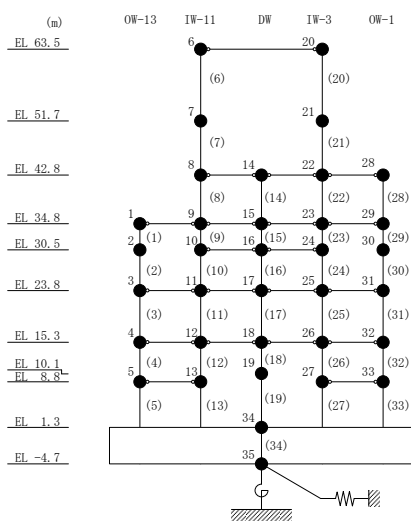 (m) OW-13 IW-11 DW IW-3 OW-1
EL 63.5 6 20
(6) (20)
EL 51.7 7 21
(7) (21)
EL 42.8 8 14 22 28
(8) (14) (22) (28)
EL 34.8 1 9 15 23 29
(1) (9) (15) (23) (29)
EL 30.5 2 10 16 24 30
(2) (10) (16) (24) (30)
EL 23.8 3 11 17 25 31
(3) (11) (17) (25) (31)
EL 15.3 4 12 18 26 32
(4) (12) (18) (26) (32)
EL 10.1 19
EL 8.8 5 13 27 33
(5) (13) (19) (27) (33)
EL 1.3 34
(34)
EL -4.7 35